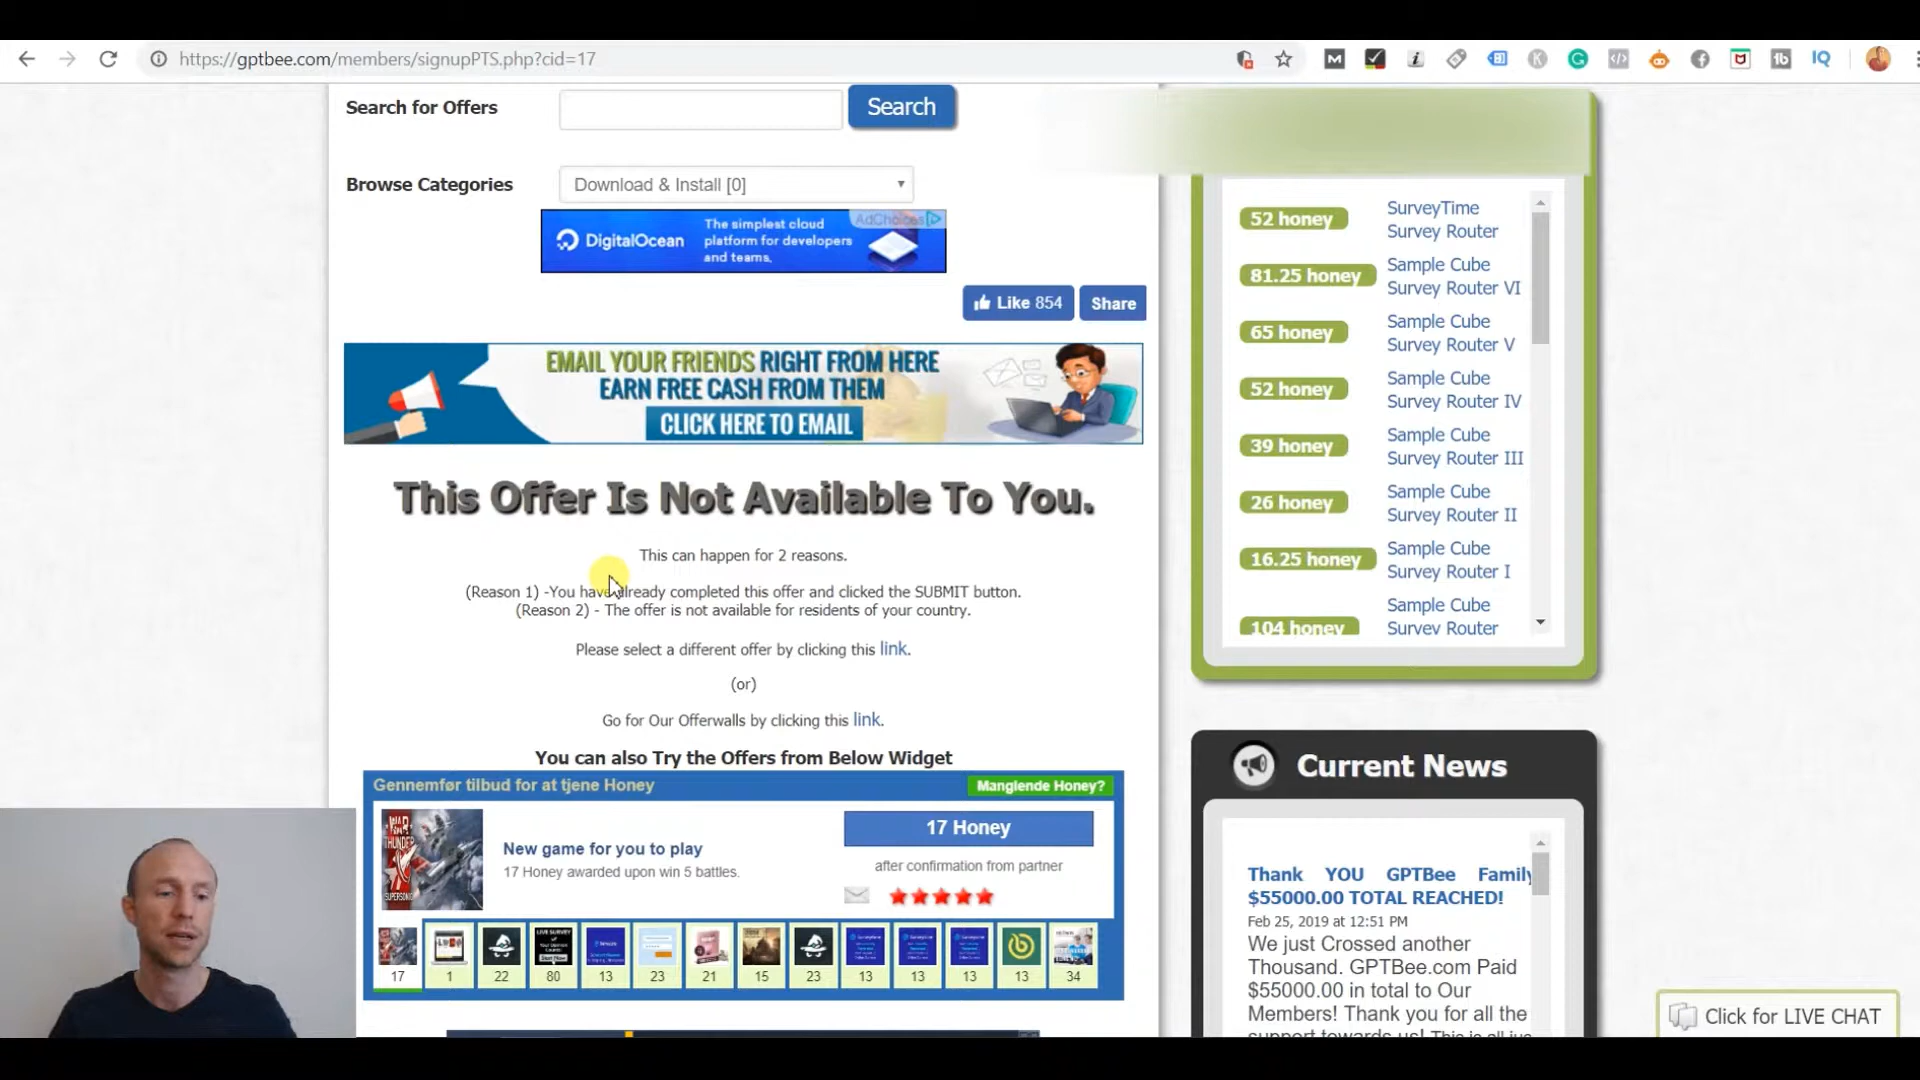 https://gptbee.com/members/signupPTS.php?cid=17
Search for Offers
Search
Browse Categories
Download & Install [0]
DigitalOcean
The simplest cloud
platform for developers
and teams.
AdChoices
Like 854
Share
EMAIL YOUR FRIENDS RIGHT FROM HERE
EARN FREE CASH FROM THEM
CLICK HERE TO EMAIL
This Offer Is Not Available To You.
This can happen for 2 reasons.
(Reason 1) -You have already completed this offer and clicked the SUBMIT button.
(Reason 2) - The offer is not available for residents of your country.
Please select a different offer by clicking this link.
(or)
Go for Our Offerwalls by clicking this link.
You can also Try the Offers from Below Widget
Gennemfør tilbud for at tjene Honey
Manglende Honey?
WAR THUNDER
SUPERSONIC
New game for you to play
17 Honey awarded upon win 5 battles.
17 Honey
after confirmation from partner
17
1
22
80
13
23
21
15
23
13
13
13
13
34
52 honey
SurveyTime
Survey Router
81.25 honey
Sample Cube
Survey Router VI
65 honey
Sample Cube
Survey Router V
52 honey
Sample Cube
Survey Router IV
39 honey
Sample Cube
Survey Router III
26 honey
Sample Cube
Survey Router II
16.25 honey
Sample Cube
Survey Router I
104 honey
Sample Cube
Survey Router
Current News
Thank YOU GPTBee Family
$55000.00 TOTAL REACHED!
Feb 25, 2019 at 12:51 PM
We just Crossed another
Thousand. GPTBee.com Paid
$55000.00 in total to Our
Members! Thank you for all the
support towards us! This is all just
Click for LIVE CHAT